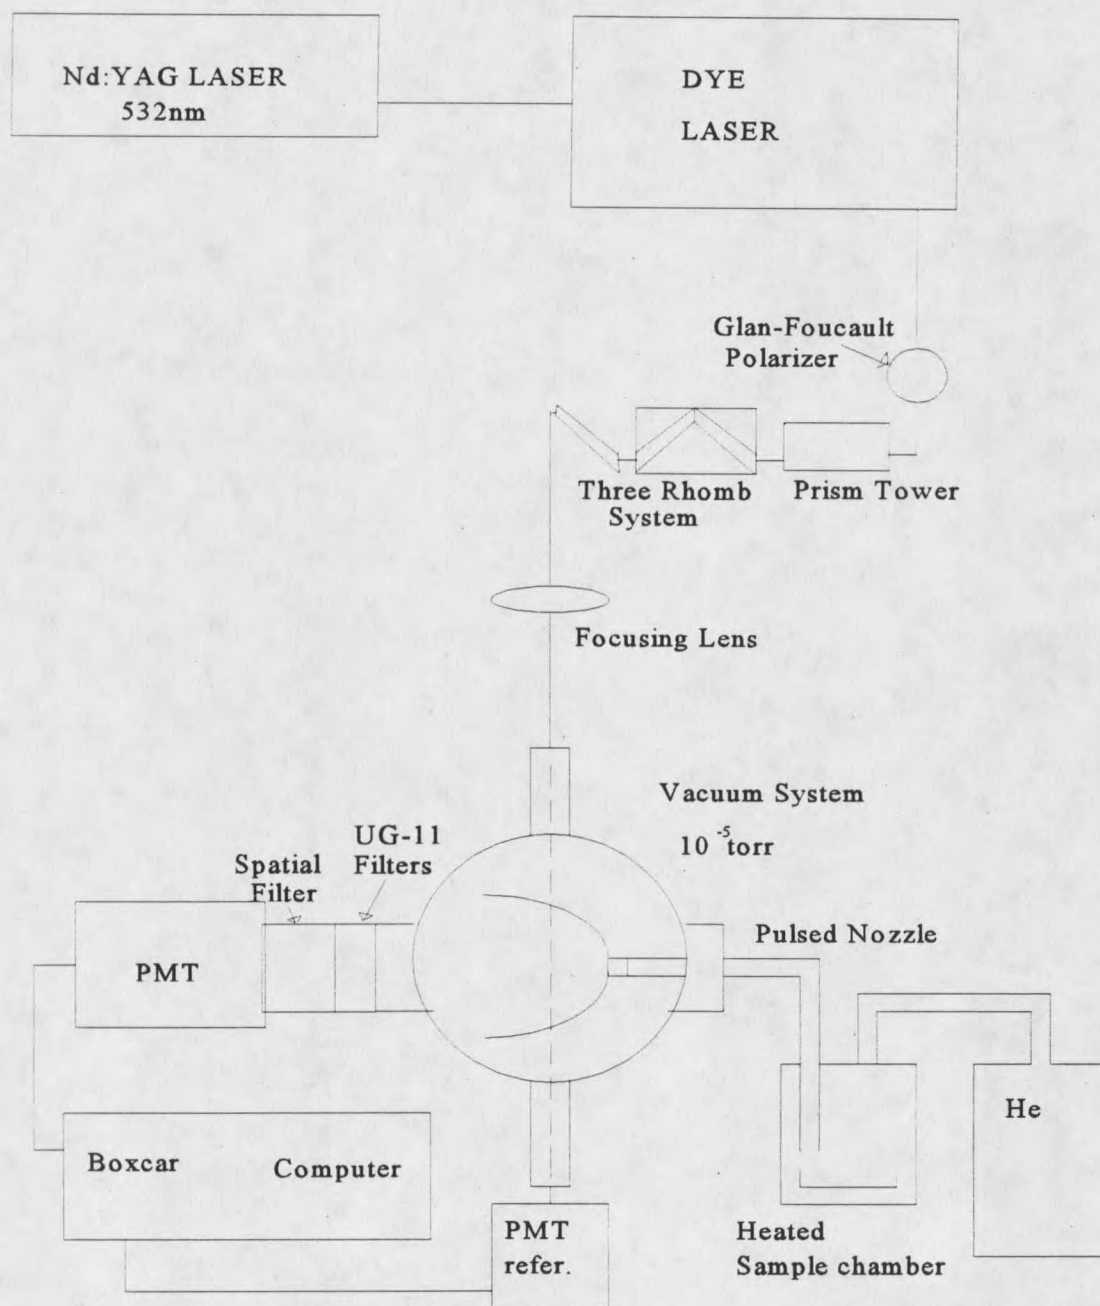 Nd:YAG LASER
532nm
DYE
LASER
Glan-Foucault
Polarizer
Three Rhomb
System
Prism Tower
Focusing Lens
Vacuum System
10 -5 torr
UG-11
Filters
Spatial
Filter
Pulsed Nozzle
PMT
He
Boxcar
Computer
PMT
refer.
Heated
Sample chamber